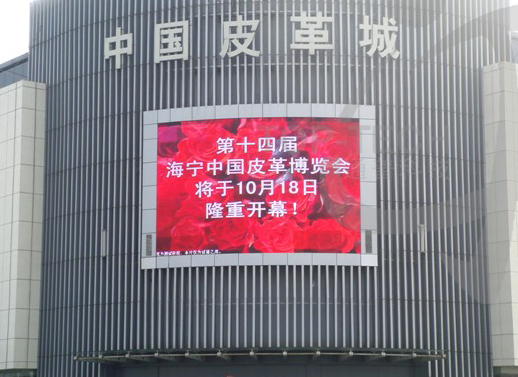 中国皮革城
第十四届
海宁中国皮革博览会
将于10月18日
隆重开幕！